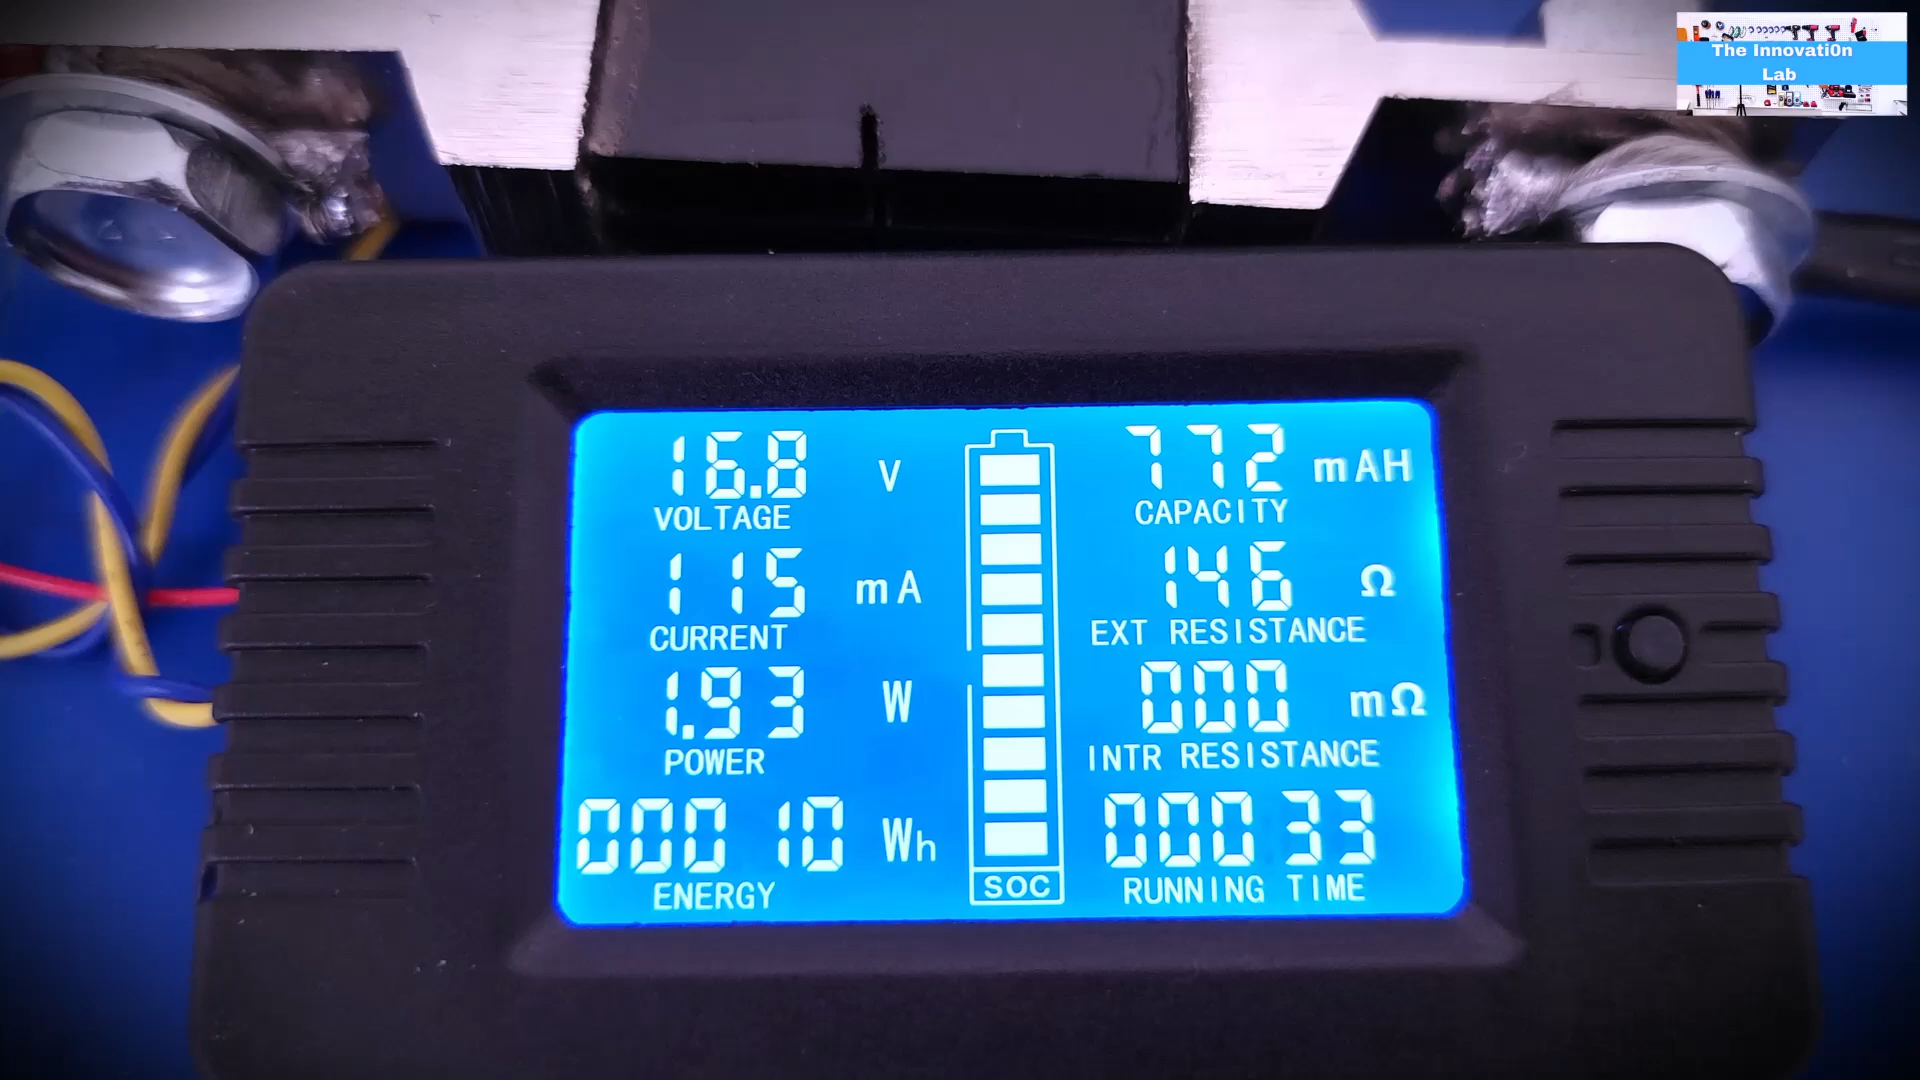 The Innovati0n
Lab
16.8 V
VOLTAGE
115 mA
CURRENT
1.93 W
POWER
00010 Wh
ENERGY
SOC
772 mAH
CAPACITY
146 Ω
EXT RESISTANCE
000 mΩ
INTR RESISTANCE
00033
RUNNING TIME